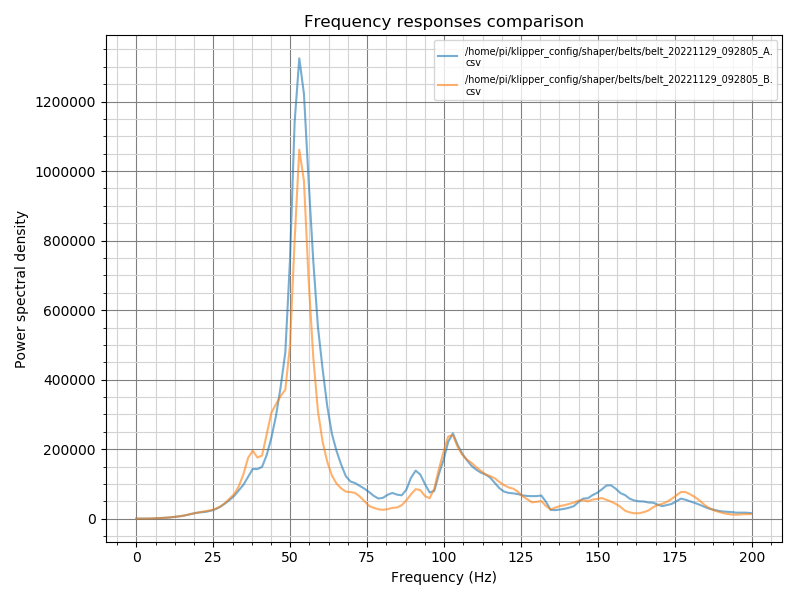 Frequency responses comparison
/home/pi/klipper_config/shaper/belts/belt_20221129_092805_A.
csv
/home/pi/klipper_config/shaper/belts/belt_20221129_092805_B.
csv
Power spectral density
1200000
1000000
800000
600000
400000
200000
0
0 25 50 75 100 125 150 175 200
Frequency (Hz)